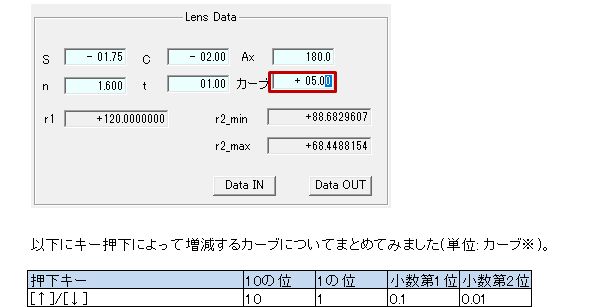 Lens Data
S - 01.75 C - 02.00 Ax 180.0
n 1.600 t 01.00 カーブ + 05.00
r1 +120.0000000 r2_min +88.6829607
r2_max +68.4488154
Data IN Data OUT
以下にキー押下によって増減するカーブについてまとめてみました(単位: カーブ※)。
押下キー 10の位 1の位 小数第1位 小数第2位
[↑]/[↓] 10 1 0.1 0.01